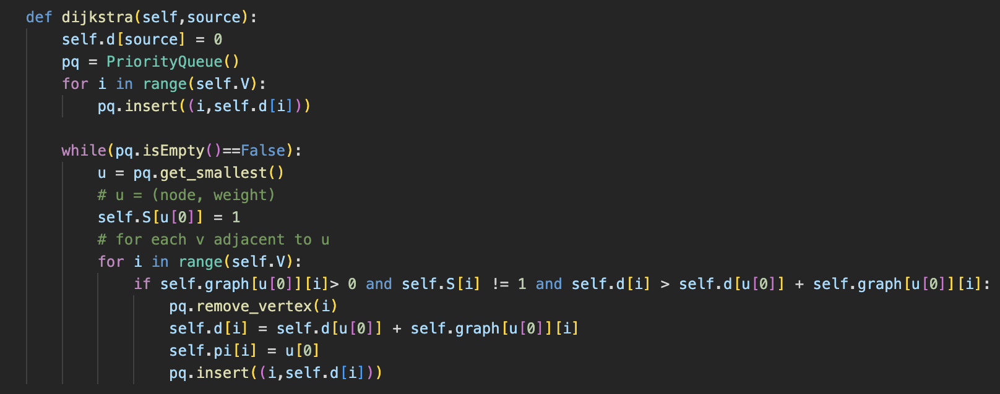 def dijkstra(self,source):
    self.d[source] = 0
    pq = PriorityQueue()
    for i in range(self.V):
        pq.insert((i,self.d[i]))

    while(pq.isEmpty()==False):
        u = pq.get_smallest()
        # u = (node, weight)
        self.S[u[0]] = 1
        # for each v adjacent to u
        for i in range(self.V):
            if self.graph[u[0]][i]> 0 and self.S[i] != 1 and self.d[i] > self.d[u[0]] + self.graph[u[0]][i]:
                pq.remove_vertex(i)
                self.d[i] = self.d[u[0]] + self.graph[u[0]][i]
                self.pi[i] = u[0]
                pq.insert((i,self.d[i]))